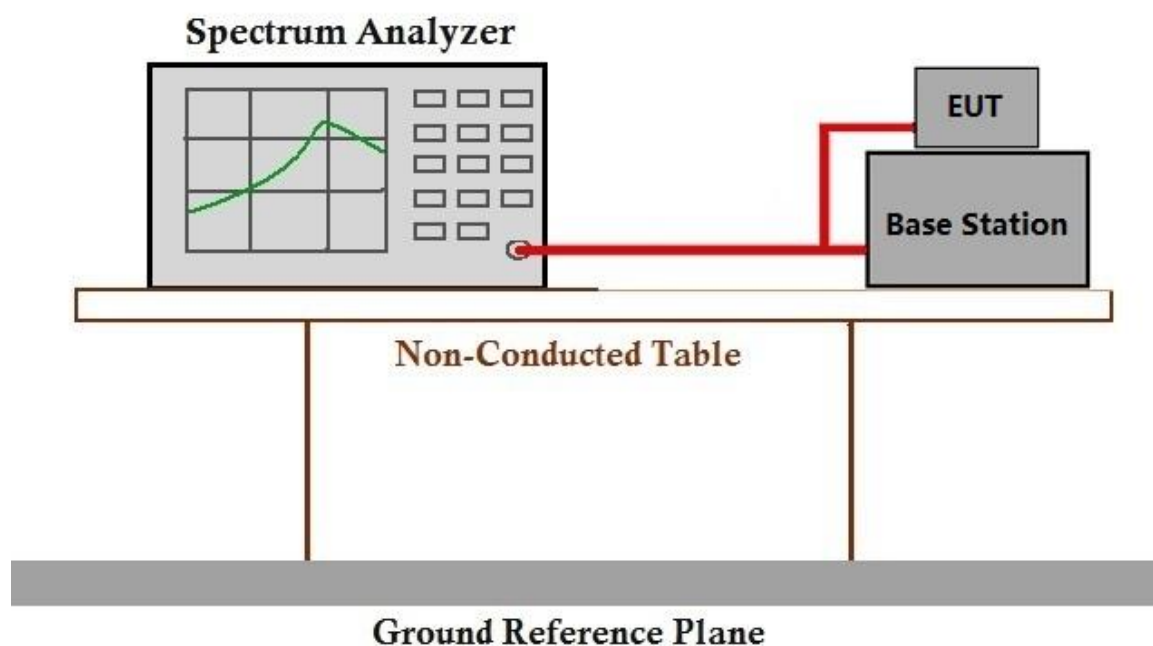 Spectrum Analyzer
EUT
Base Station
Non-Conducted Table
Ground Reference Plane